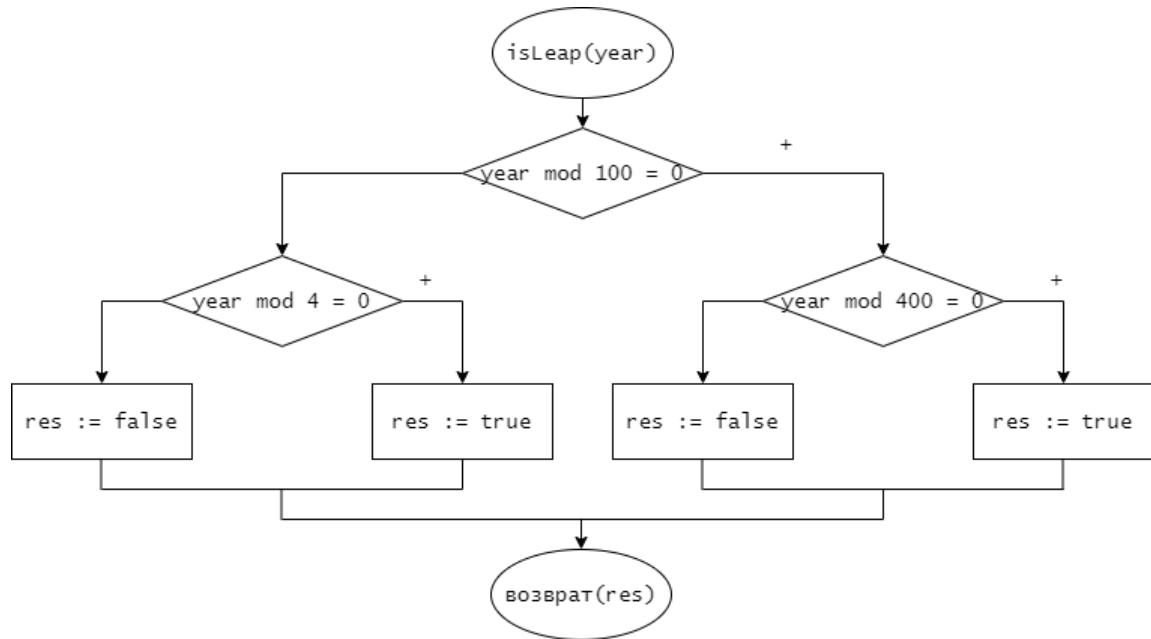 isLeap(year)
+
year mod 100 = 0
+
+
year mod 4 = 0
year mod 400 = 0
res := false
res := true
res := false
res := true
возврат(res)